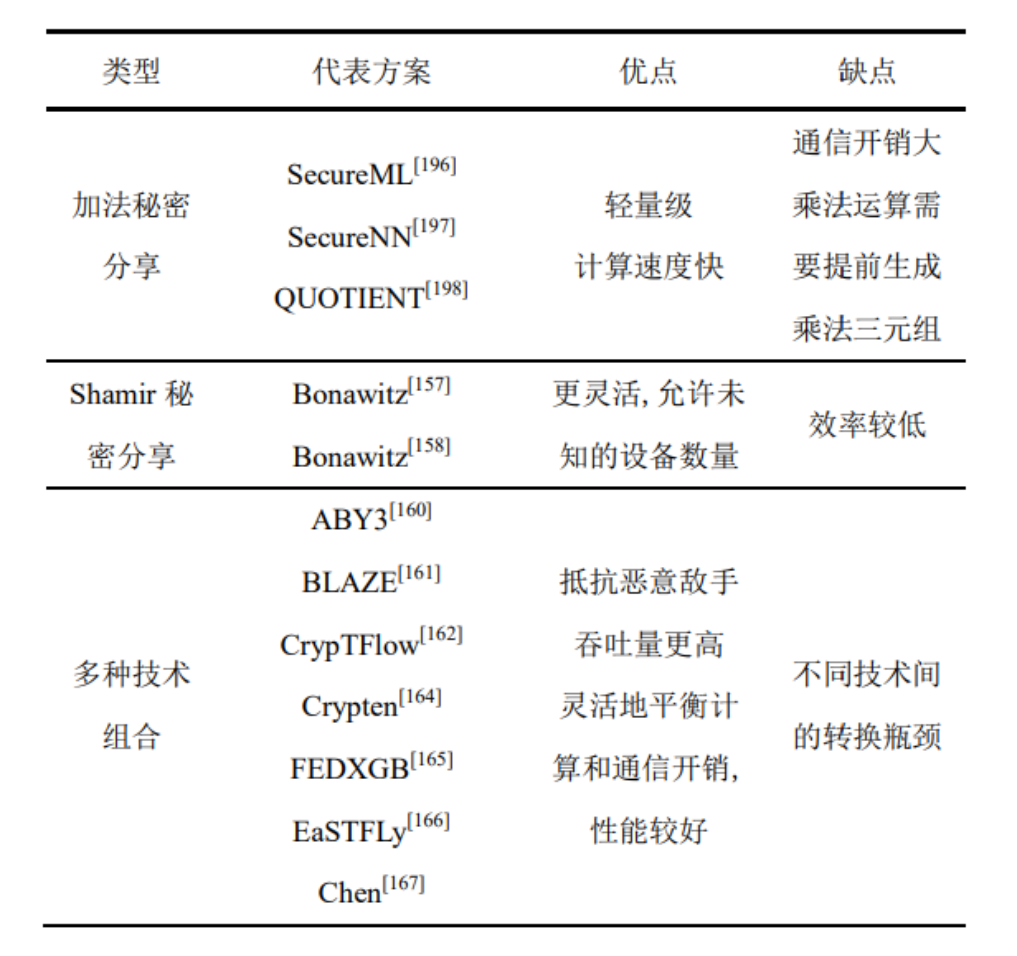 类型 代表方案 优点 缺点
加法秘密
分享
SecureML[196]
SecureNN[197]
QUOTIENT[198]
轻量级
计算速度快
通信开销大
乘法运算需
要提前生成
乘法三元组
Shamir 秘
密分享
Bonawitz[157]
Bonawitz[158]
更灵活, 允许未
知的设备数量
效率较低
多种技术
组合
ABY3[160]
BLAZE[161]
CrypTFlow[162]
Crypten[164]
FEDXGB[165]
EaSTFLy[166]
Chen[167]
抵抗恶意敌手
吞吐量更高
灵活地平衡计
算和通信开销,
性能较好
不同技术间
的转换瓶颈